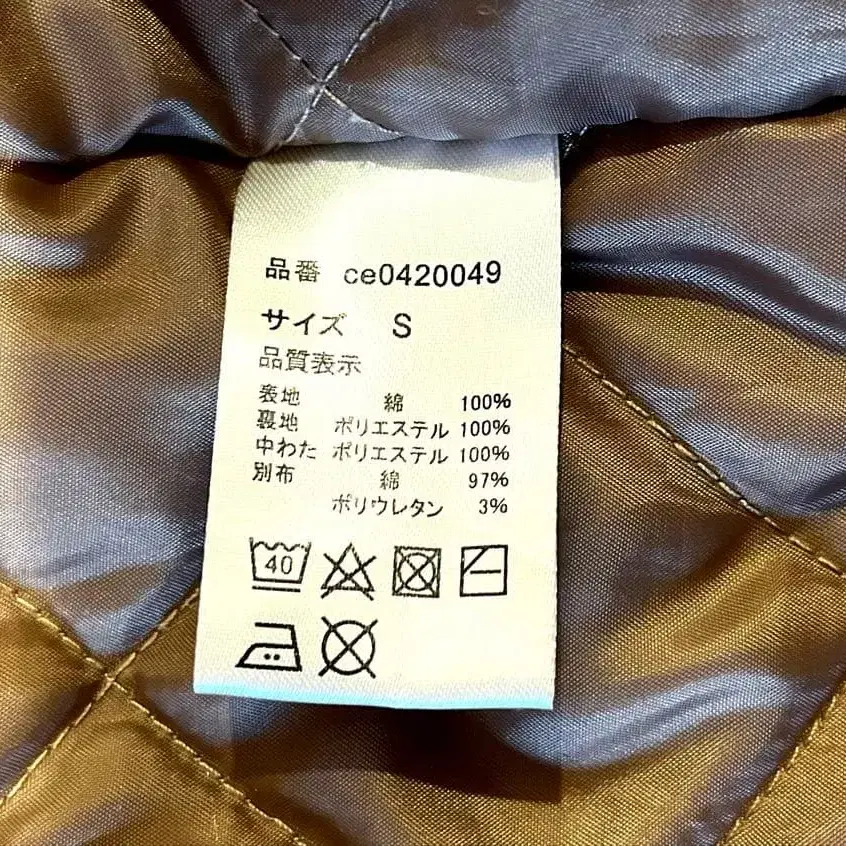 品番 ce0420049
サイズ S
品質表示
表地 綿 100%
裏地 ポリエステル 100%
中わた ポリエステル 100%
別布 綿 97%
ポリウレタン 3%
40